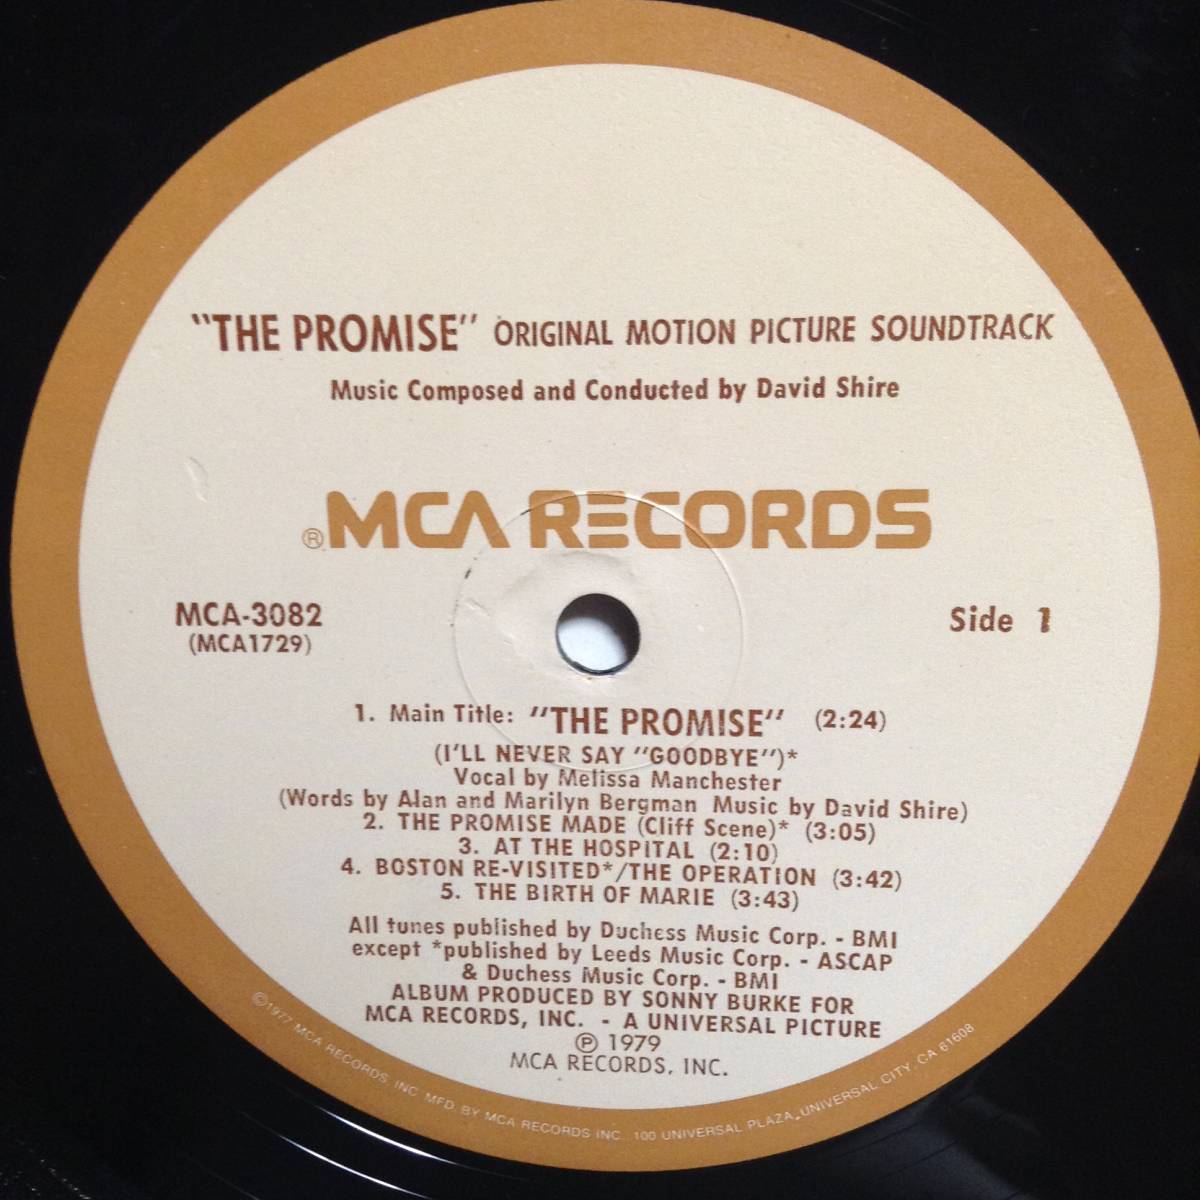 "THE PROMISE" ORIGINAL MOTION PICTURE SOUNDTRACK
Music Composed and Conducted by David Shire
®MCA RECORDS
MCA-3082
(MCA1729)
Side 1
1. Main Title: "THE PROMISE" (2:24)
(I'LL NEVER SAY "GOODBYE")*
Vocal by Melissa Manchester
(Words by Alan and Marilyn Bergman Music by David Shire)
2. THE PROMISE MADE (Cliff Scene)* (3:05)
3. AT THE HOSPITAL (2:10)
4. BOSTON RE-VISITED*/THE OPERATION (3:42)
5. THE BIRTH OF MARIE (3:43)
All tunes published by Duchess Music Corp. - BMI
except *published by Leeds Music Corp. - ASCAP
& Duchess Music Corp. - BMI
ALBUM PRODUCED BY SONNY BURKE FOR
MCA RECORDS, INC. - A UNIVERSAL PICTURE
℗ 1979
MCA RECORDS, INC.
©1977 MCA RECORDS, INC. MFD. BY MCA RECORDS INC., 100 UNIVERSAL PLAZA, UNIVERSAL CITY, CA 61608